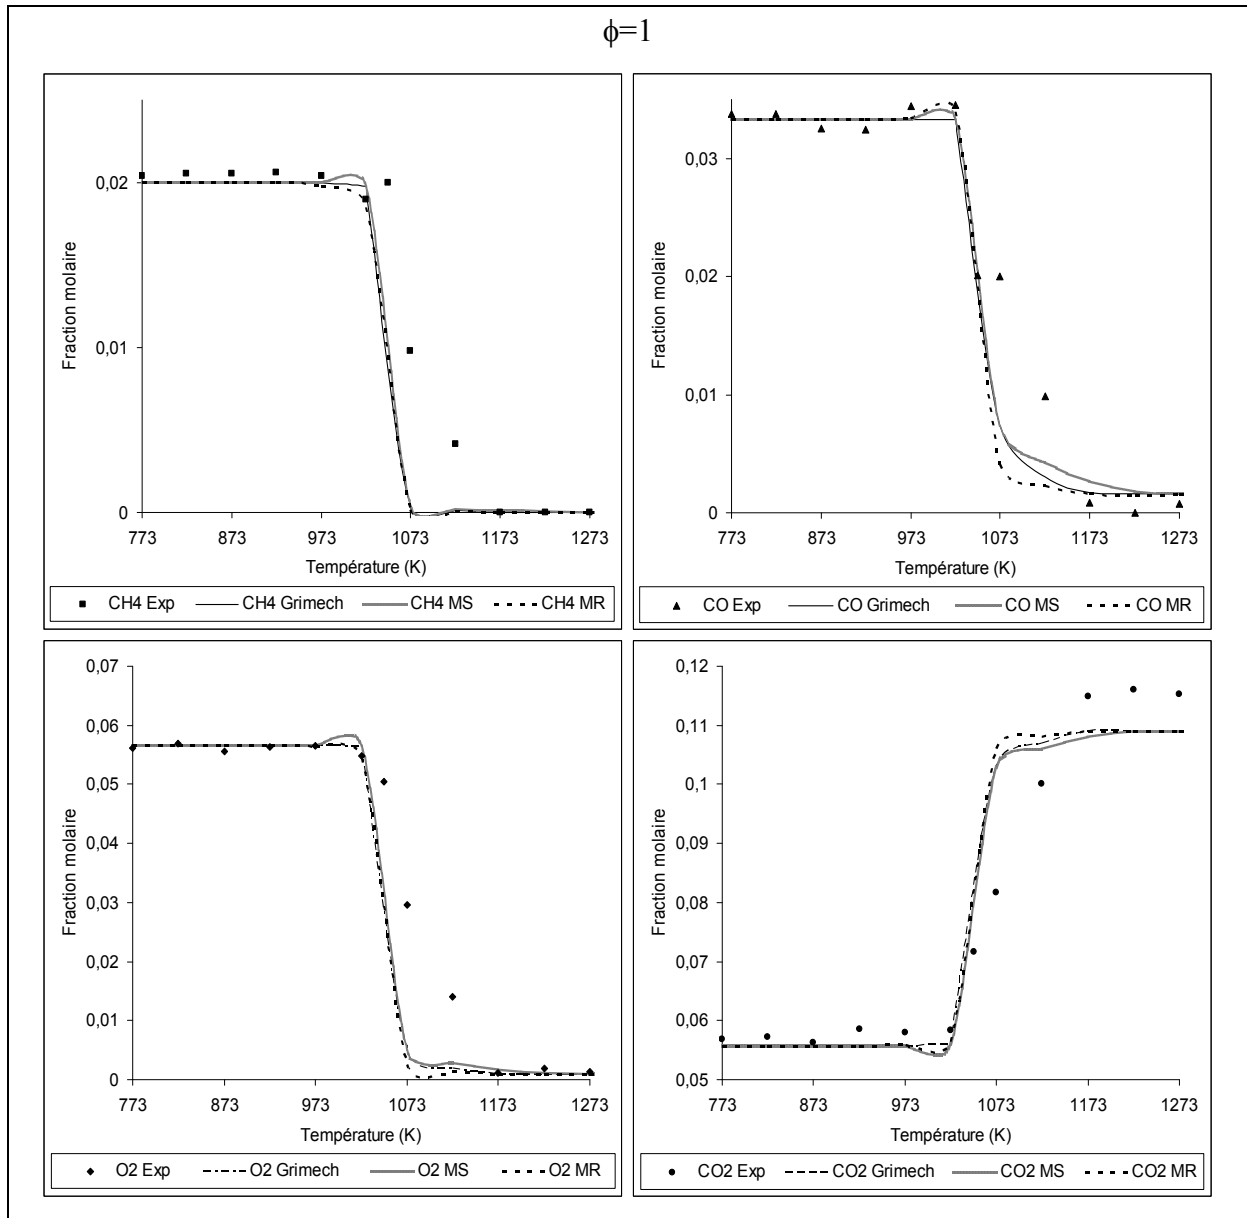 ϕ=1
0,02
0,01
0
Fraction molaire
773 873 973 1073 1173 1273
Température (K)
CH4 Exp CH4 Grimech CH4 MS CH4 MR
0,03
0,02
0,01
0
Fraction molaire
773 873 973 1073 1173 1273
Température (K)
CO Exp CO Grimech CO MS CO MR
0,07
0,06
0,05
0,04
0,03
0,02
0,01
0
Fraction molaire
773 873 973 1073 1173 1273
Température (K)
O2 Exp O2 Grimech O2 MS O2 MR
0,12
0,11
0,1
0,09
0,08
0,07
0,06
0,05
Fraction molaire
773 873 973 1073 1173 1273
Température (K)
CO2 Exp CO2 Grimech CO2 MS CO2 MR